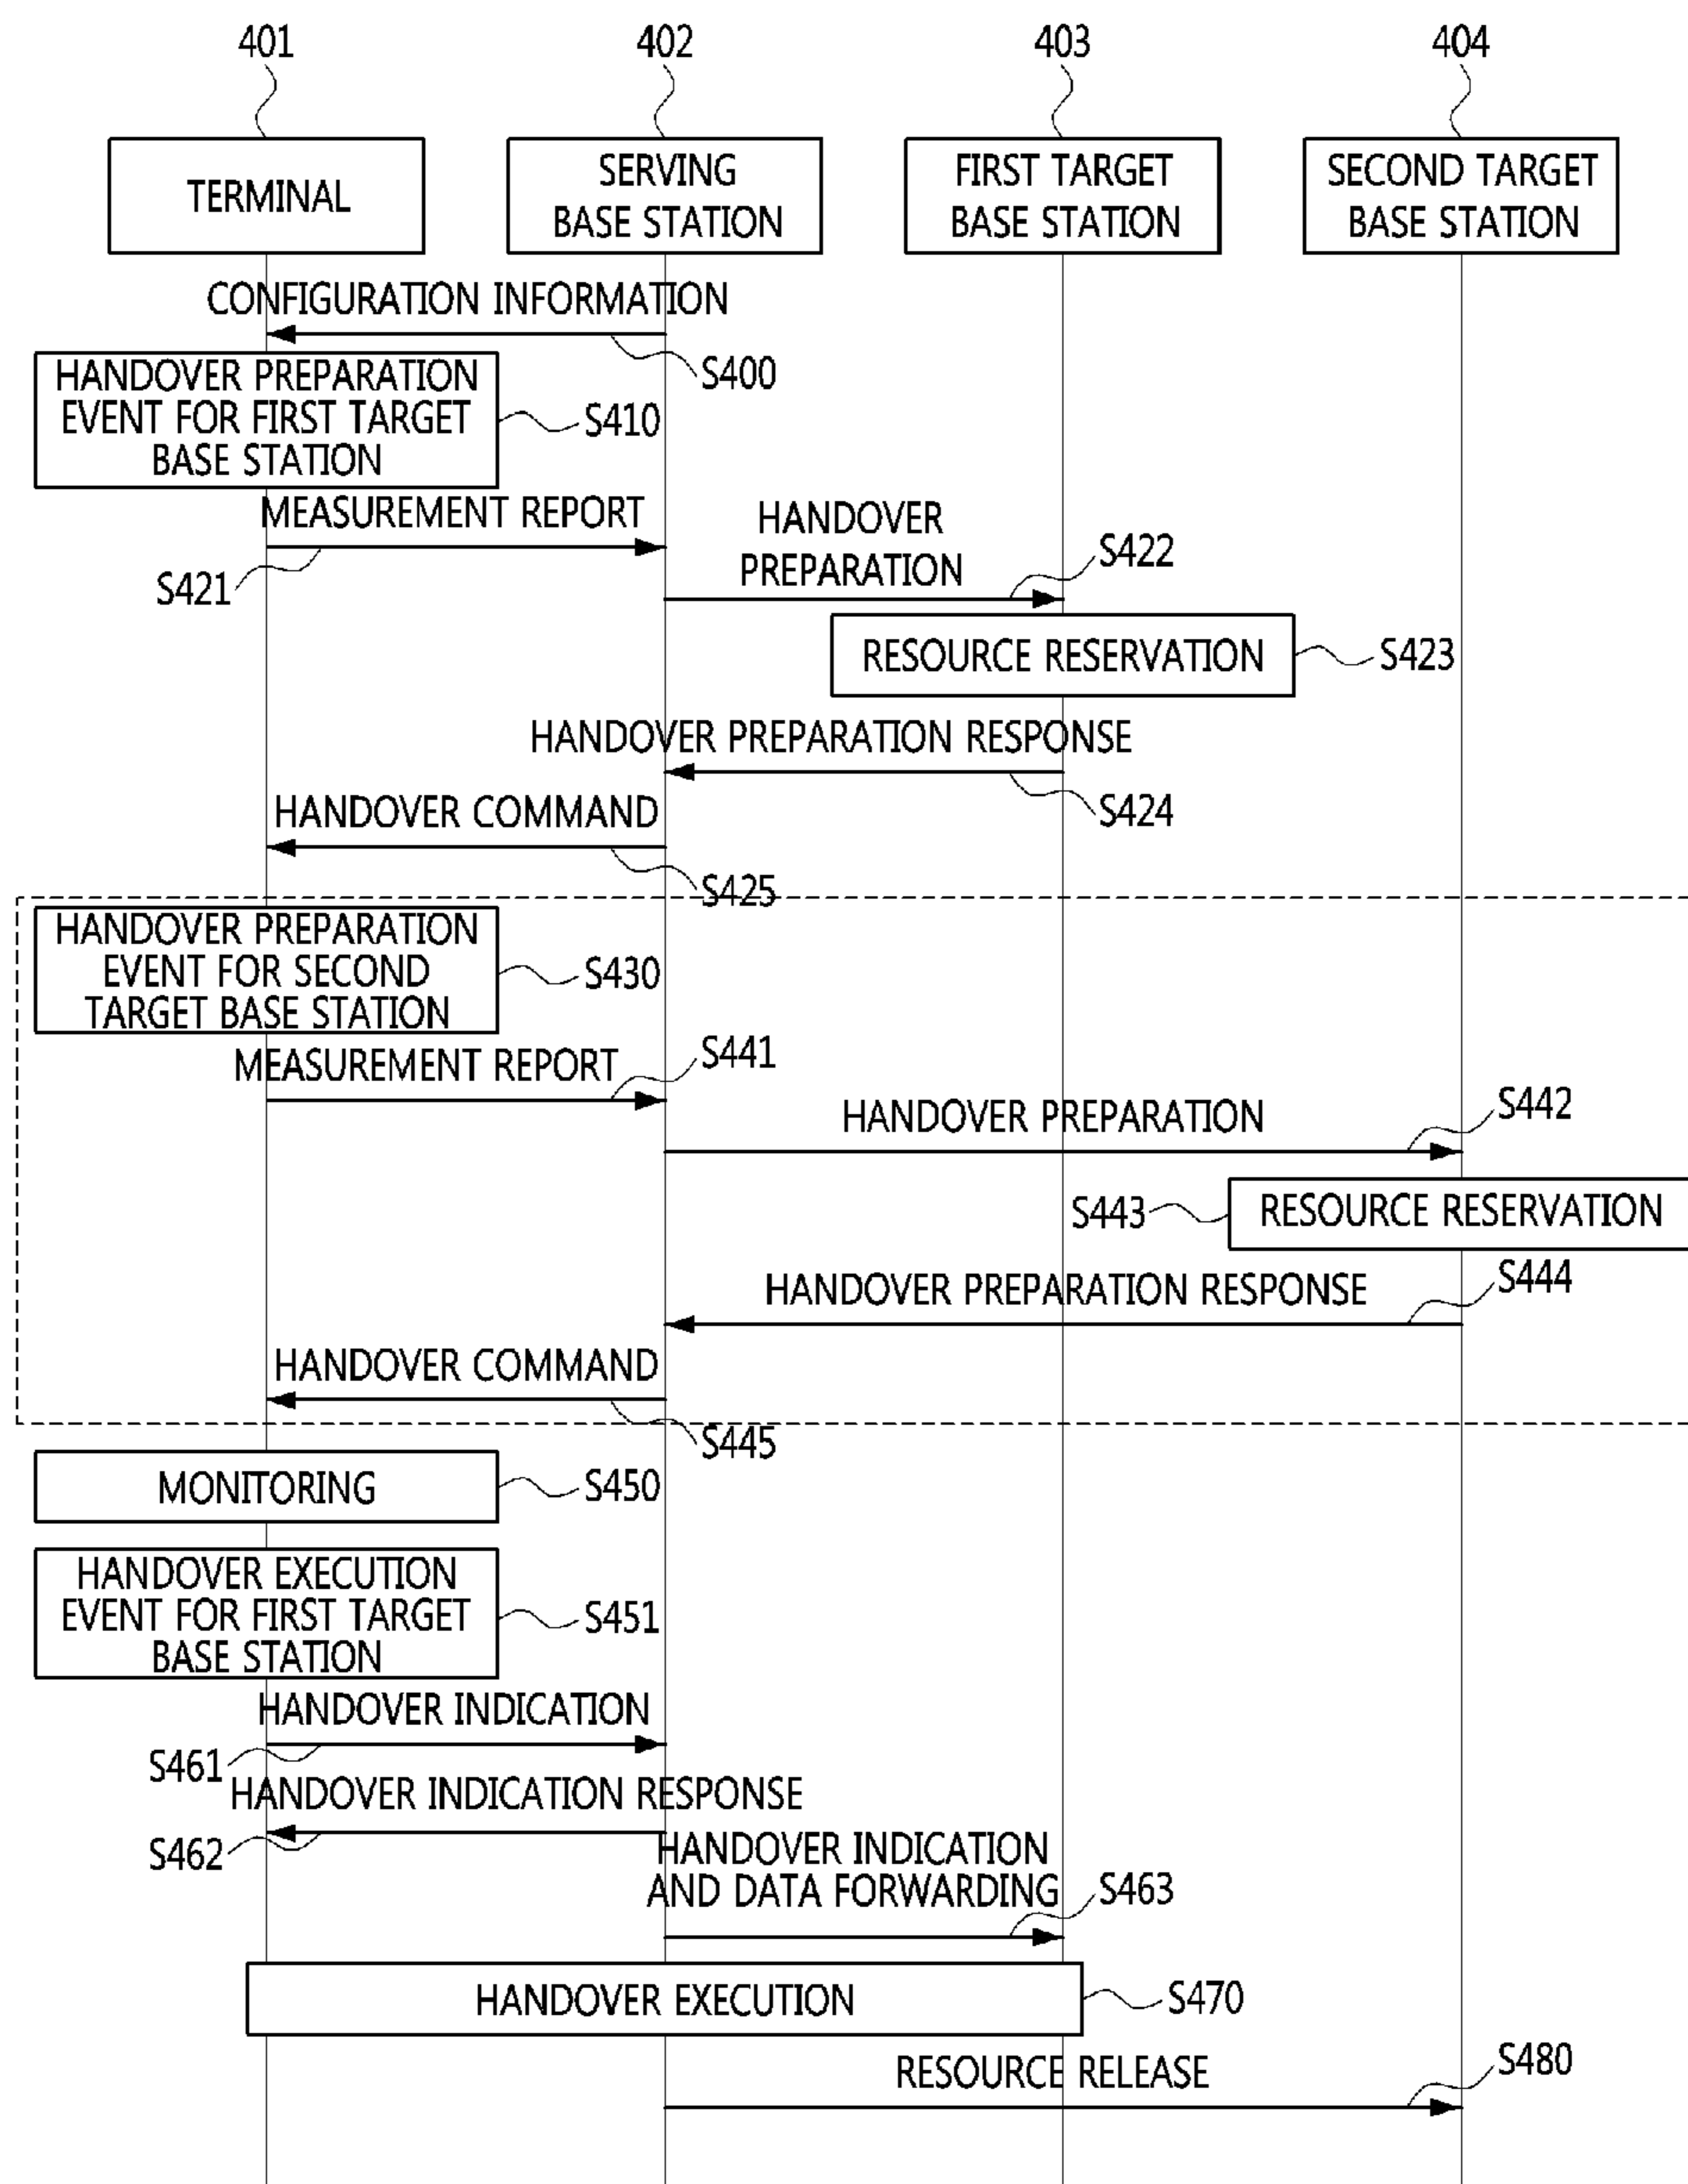 401
402
403
404
TERMINAL
SERVING
BASE STATION
FIRST TARGET
BASE STATION
SECOND TARGET
BASE STATION
CONFIGURATION INFORMATION
S400
HANDOVER PREPARATION
EVENT FOR FIRST TARGET
BASE STATION
S410
MEASUREMENT REPORT
S421
HANDOVER
PREPARATION
S422
RESOURCE RESERVATION
S423
HANDOVER PREPARATION RESPONSE
S424
HANDOVER COMMAND
S425
HANDOVER PREPARATION
EVENT FOR SECOND
TARGET BASE STATION
S430
MEASUREMENT REPORT
S441
HANDOVER PREPARATION
S442
S443
RESOURCE RESERVATION
HANDOVER PREPARATION RESPONSE
S444
HANDOVER COMMAND
S445
MONITORING
S450
HANDOVER EXECUTION
EVENT FOR FIRST TARGET
BASE STATION
S451
HANDOVER INDICATION
S461
HANDOVER INDICATION RESPONSE
S462
HANDOVER INDICATION
AND DATA FORWARDING
S463
HANDOVER EXECUTION
S470
RESOURCE RELEASE
S480